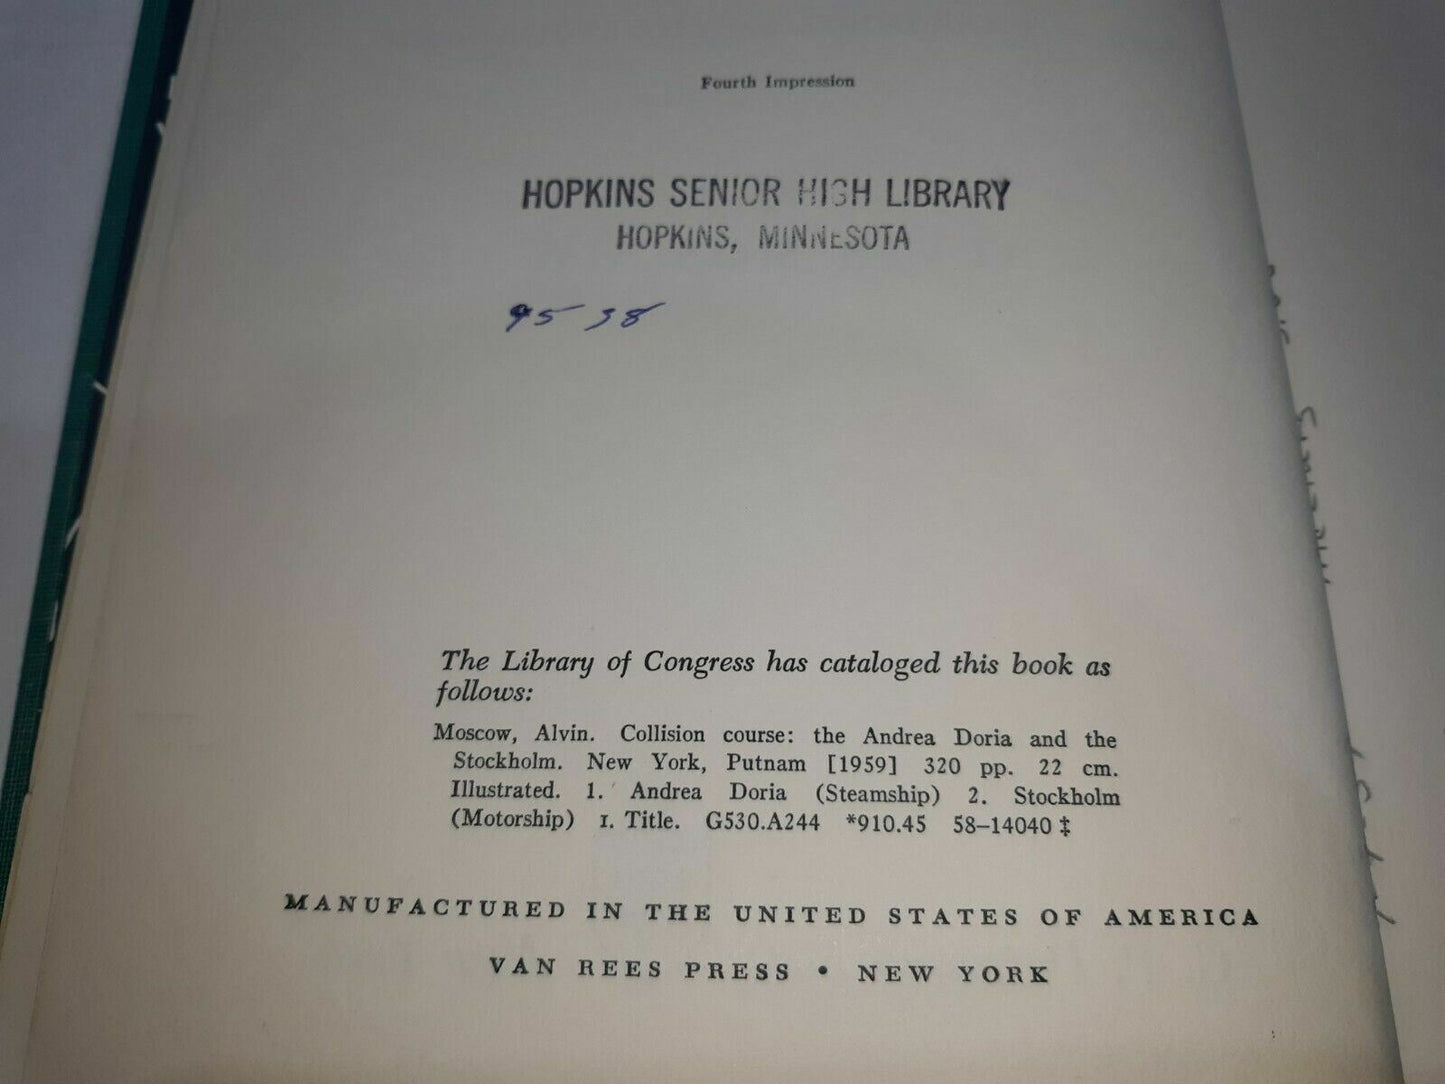 Fourth Impression
HOPKINS SENIOR HIGH LIBRARY
HOPKINS, MINNESOTA
95 38
The Library of Congress has cataloged this book as
follows:
Moscow, Alvin. Collision course: the Andrea Doria and the
Stockholm. New York, Putnam [1959] 320 pp. 22 cm.
Illustrated. 1. Andrea Doria (Steamship) 2. Stockholm
(Motorship) I. Title. G530.A244 *910.45 58–14040 ‡
MANUFACTURED IN THE UNITED STATES OF AMERICA
VAN REES PRESS • NEW YORK